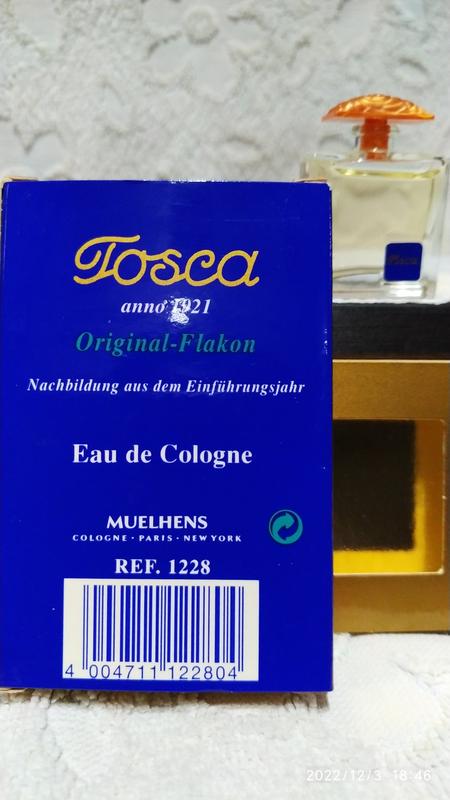 Tosca
anno 1921
Original-Flakon
Nachbildung aus dem Einführungsjahr
Eau de Cologne
MUELHENS
COLOGNE · PARIS · NEW YORK
REF. 1228
4 004711 122804
Tosca
2022/12/3 18:46